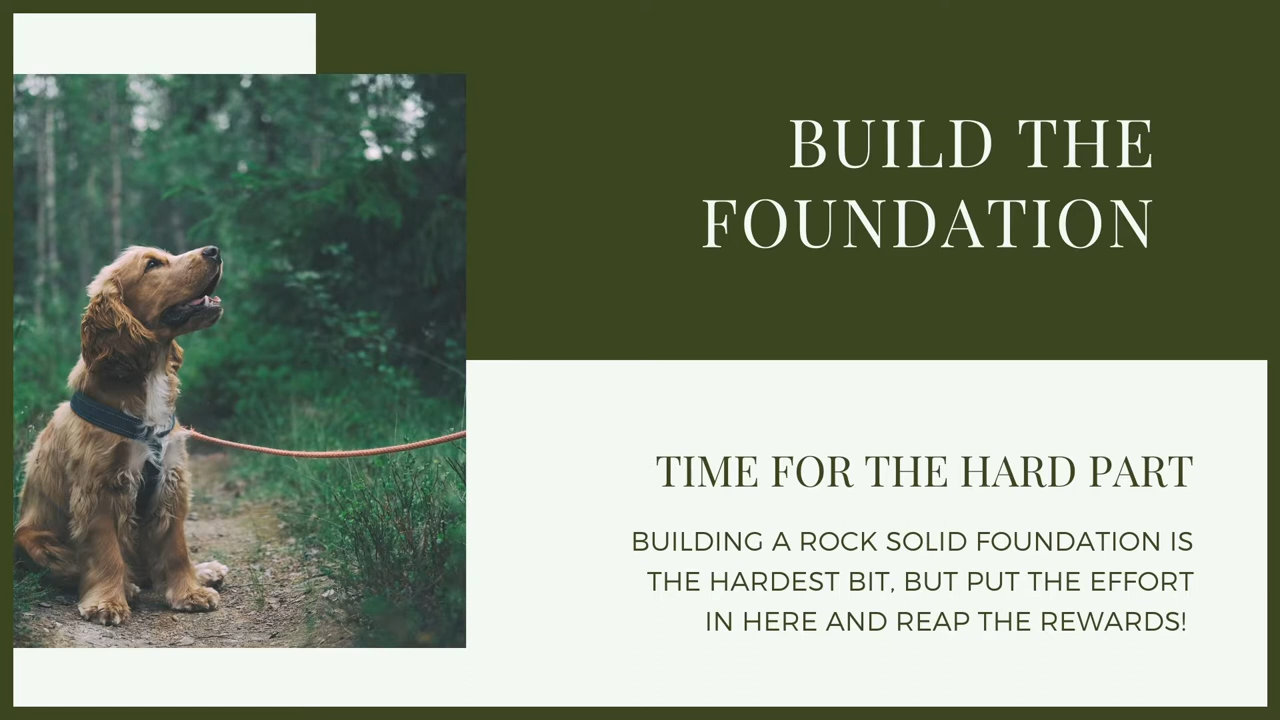 BUILD THE
FOUNDATION
TIME FOR THE HARD PART
BUILDING A ROCK SOLID FOUNDATION IS
THE HARDEST BIT, BUT PUT THE EFFORT
IN HERE AND REAP THE REWARDS!